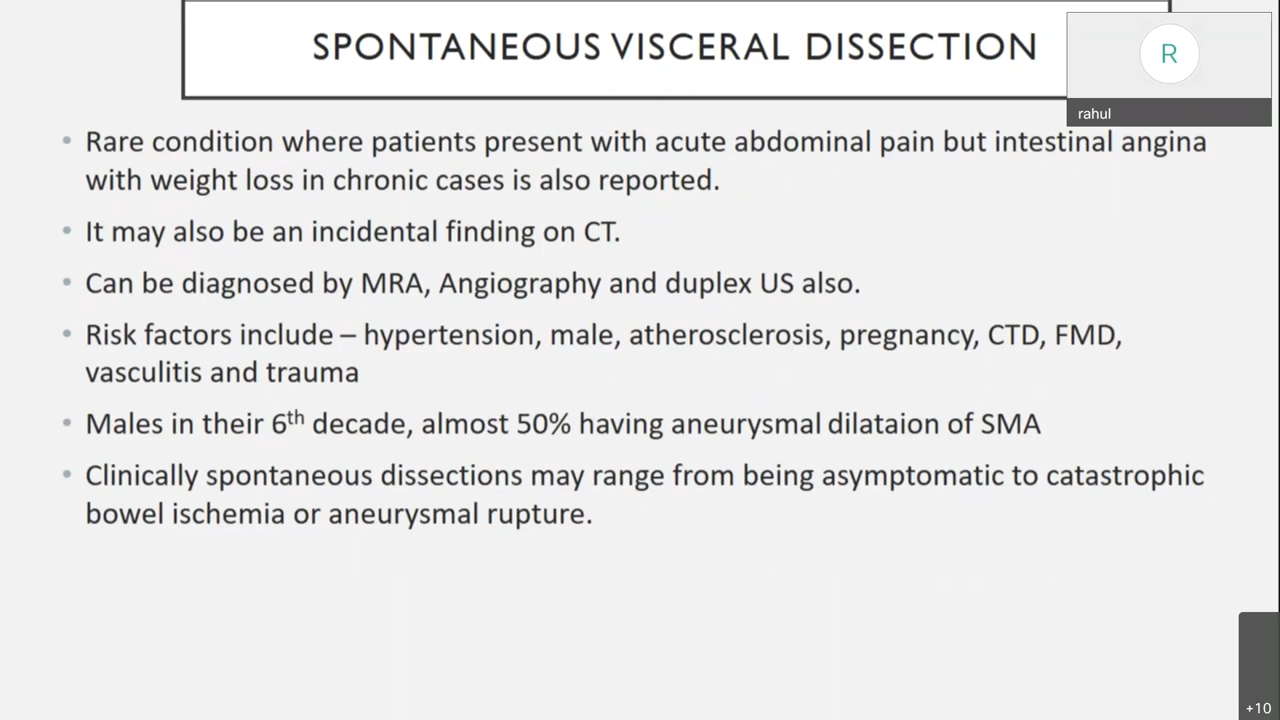 SPONTANEOUS VISCERAL DISSECTION
R
rahul
• Rare condition where patients present with acute abdominal pain but intestinal angina
with weight loss in chronic cases is also reported.
• It may also be an incidental finding on CT.
• Can be diagnosed by MRA, Angiography and duplex US also.
• Risk factors include – hypertension, male, atherosclerosis, pregnancy, CTD, FMD,
vasculitis and trauma
• Males in their 6th decade, almost 50% having aneurysmal dilataion of SMA
• Clinically spontaneous dissections may range from being asymptomatic to catastrophic
bowel ischemia or aneurysmal rupture.
+10